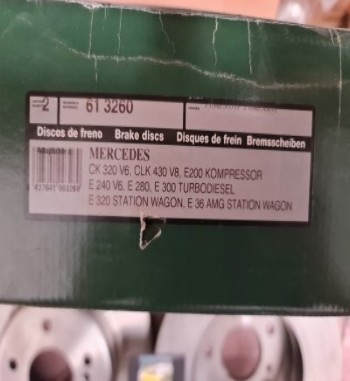 2 61 3260
Discos de freno Brake discs Disques de frein Bremsscheiben
MERCEDES
CK 320 V6, CLK 430 V8, E200 KOMPRESSOR
E 240 V6, E 280, E 300 TURBODIESEL
E 320 STATION WAGON, E 36 AMG STATION WAGON